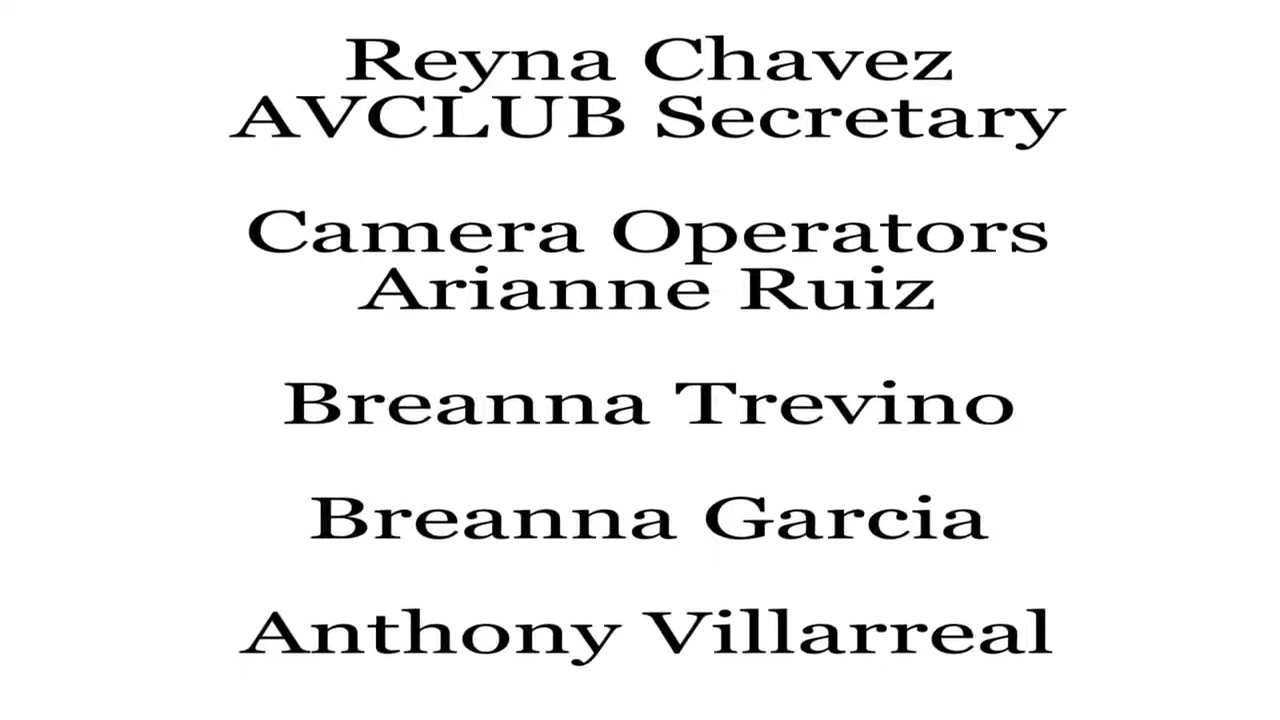 Reyna Chavez
AVCLUB Secretary
Camera Operators
Arianne Ruiz
Breanna Trevino
Breanna Garcia
Anthony Villarreal